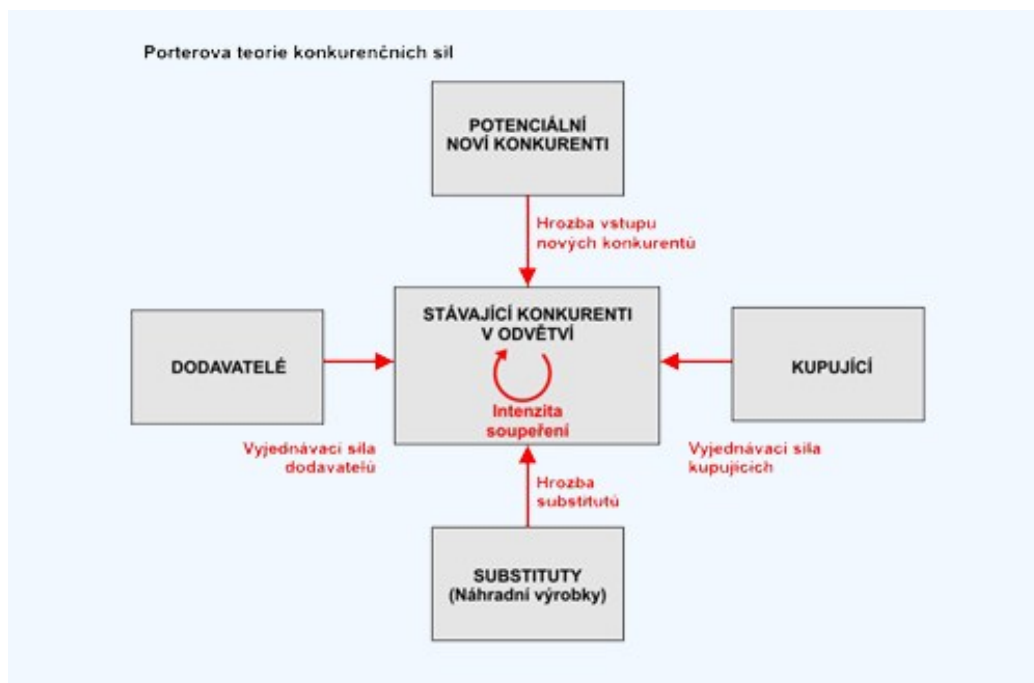 Porterova teorie konkurenčních sil
POTENCIÁLNÍ
NOVÍ KONKURENTI
Hrozba vstupu
nových konkurentů
STÁVAJÍCÍ KONKURENTI
V ODVĚTVÍ
Intenzita
soupeření
DODAVATELÉ
KUPUJÍCÍ
Vyjednávací síla
dodavatelů
Vyjednávací síla
kupujících
Hrozba
substitutů
SUBSTITUTY
(Náhradní výrobky)